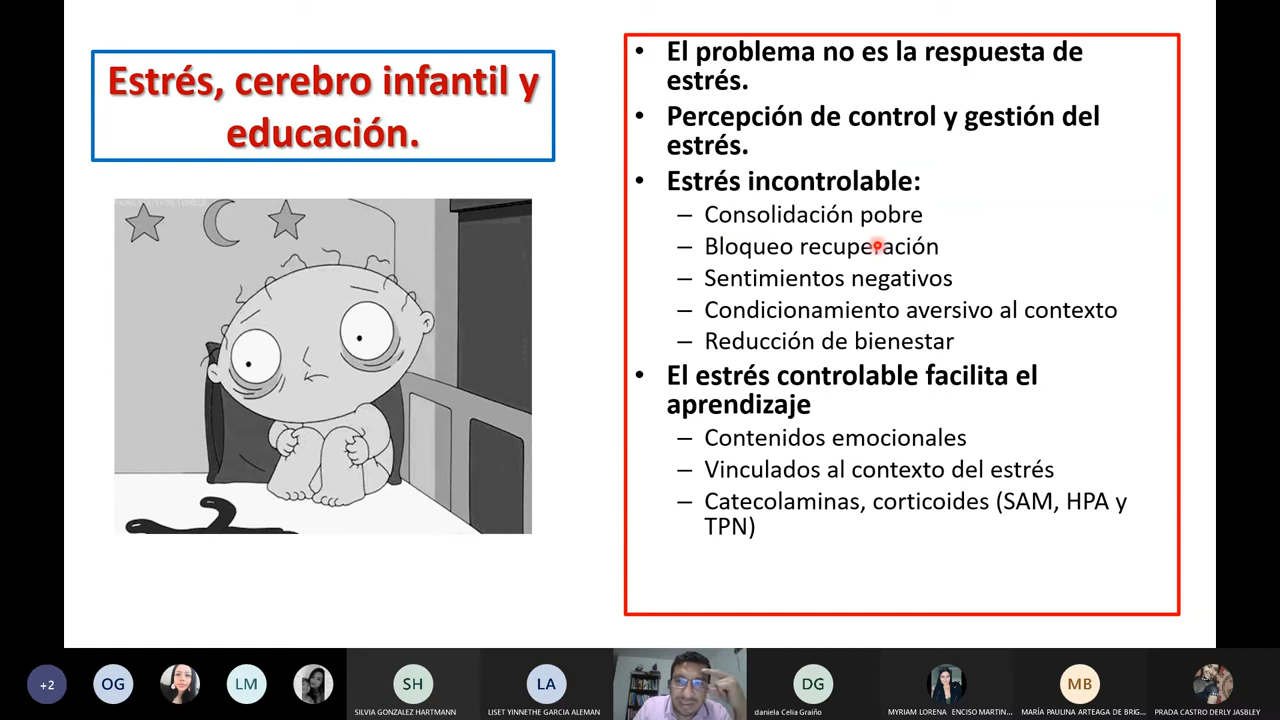 Estrés, cerebro infantil y
educación.
• El problema no es la respuesta de
estrés.
• Percepción de control y gestión del
estrés.
• Estrés incontrolable:
– Consolidación pobre
– Bloqueo recuperación
– Sentimientos negativos
– Condicionamiento aversivo al contexto
– Reducción de bienestar
• El estrés controlable facilita el
aprendizaje
– Contenidos emocionales
– Vinculados al contexto del estrés
– Catecolaminas, corticoides (SAM, HPA y
TPN)
+2
OG
LM
SH
LA
DG
MB
SILVIA GONZALEZ HARTMANN
LISET YINNETHE GARCIA ALEMAN
daniela Celia Graiño
MYRIAM LORENA ENCISO MARTIN...
MARÍA PAULINA ARTEAGA DE BRIG...
PRADA CASTRO DERLY JASBLEY